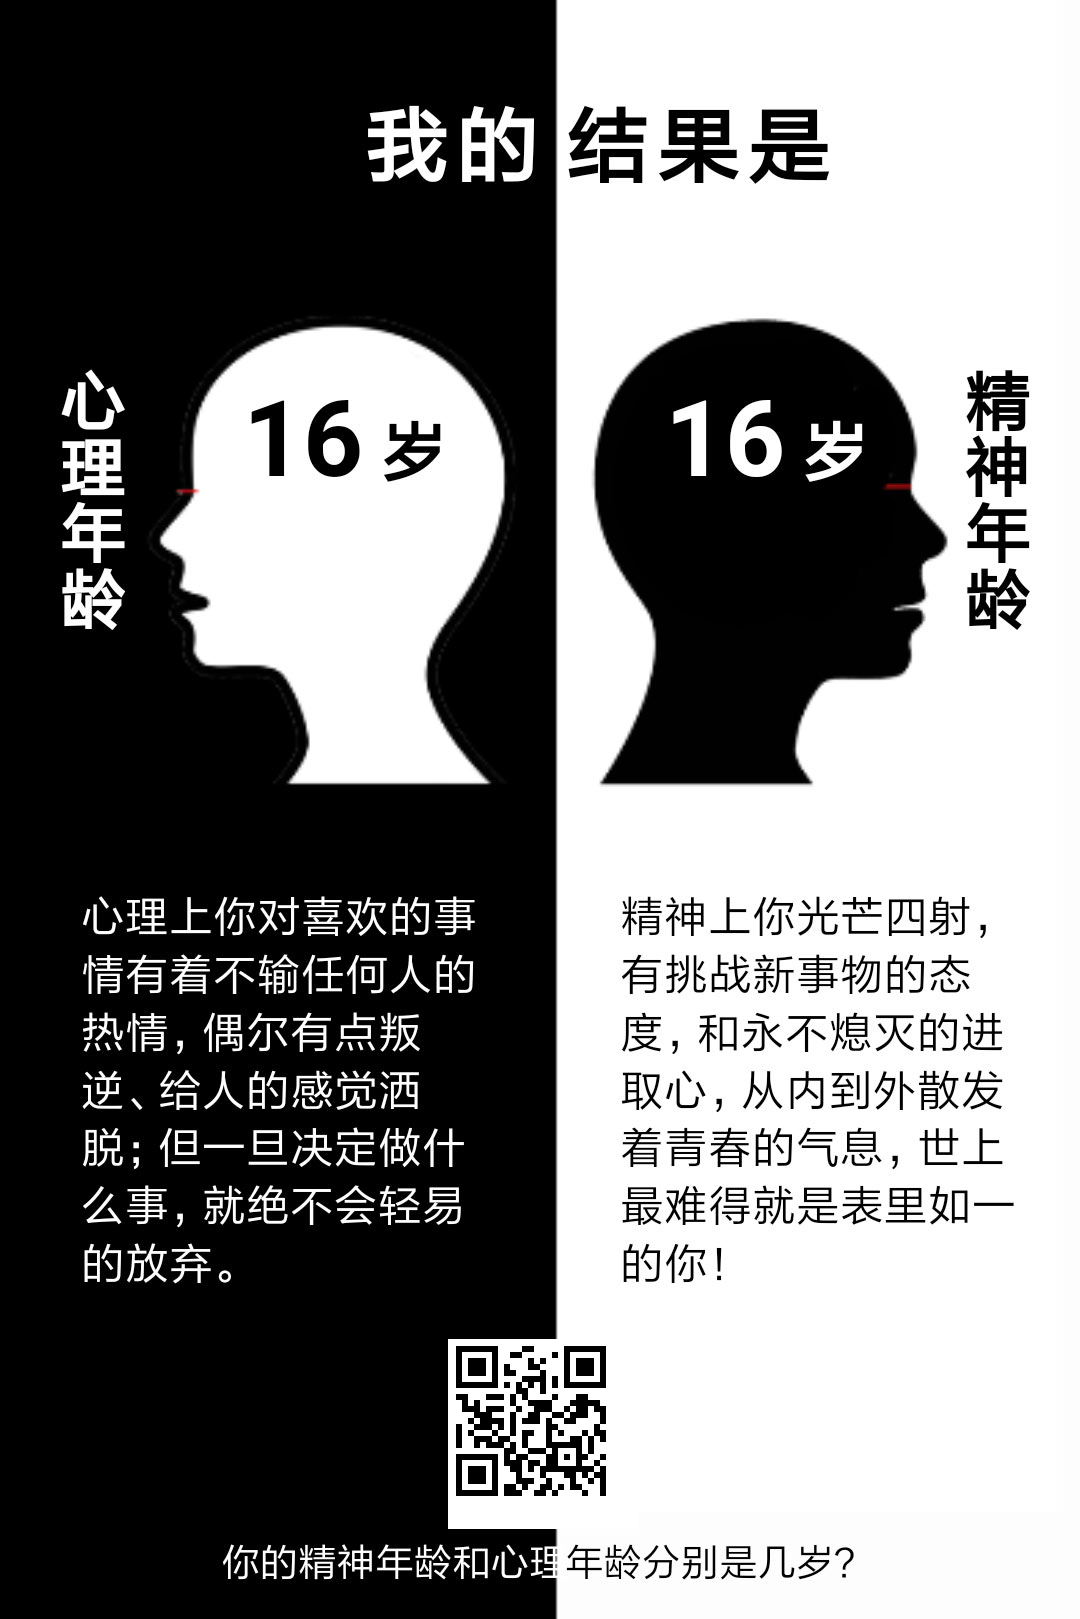 我的结果是
心理年龄
16岁
16岁
精神年龄
心理上你对喜欢的事
情有着不输任何人的
热情，偶尔有点叛
逆、给人的感觉洒
脱；但一旦决定做什
么事，就绝不会轻易
的放弃。
精神上你光芒四射，
有挑战新事物的态
度，和永不熄灭的进
取心，从内到外散发
着青春的气息，世上
最难得就是表里如一
的你！
你的精神年龄和心理年龄分别是几岁？